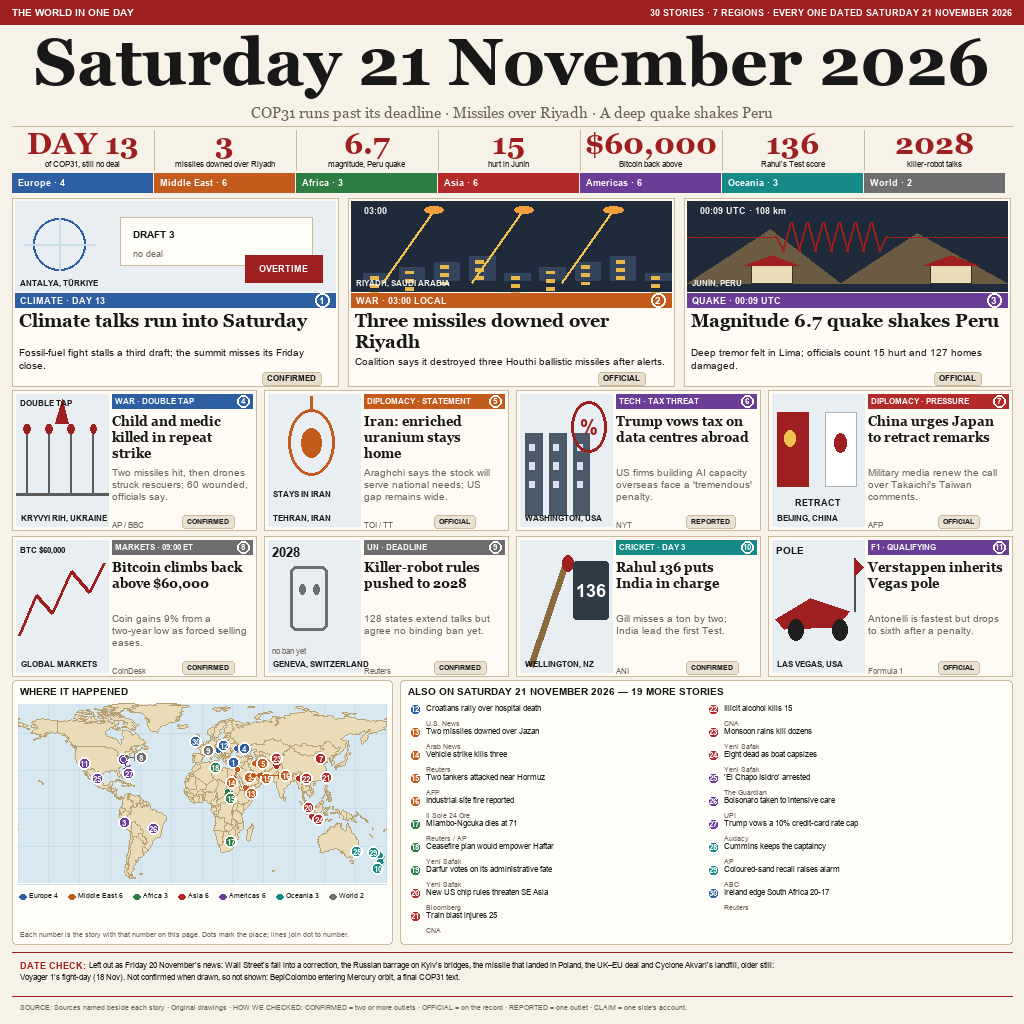 THE WORLD IN ONE DAY
30 STORIES · 7 REGIONS · EVERY ONE DATED SATURDAY 21 NOVEMBER 2026
Saturday 21 November 2026
COP31 runs past its deadline · Missiles over Riyadh · A deep quake shakes Peru
DAY 13
of COP31, still no deal
3
missiles downed over Riyadh
6.7
magnitude, Peru quake
15
hurt in Junín
$60,000
Bitcoin back above
136
Rahul's Test score
2028
killer-robot talks
Europe · 4
Middle East · 6
Africa · 3
Asia · 6
Americas · 6
Oceania · 3
World · 2
DRAFT 3
no deal
OVERTIME
ANTALYA, TÜRKIYE
CLIMATE · DAY 13
1
Climate talks run into Saturday
Fossil-fuel fight stalls a third draft; the summit misses its Friday
close.
CONFIRMED
03:00
RIYADH, SAUDI ARABIA
WAR · 03:00 LOCAL
2
Three missiles downed over
Riyadh
Coalition says it destroyed three Houthi ballistic missiles after alerts.
OFFICIAL
00:09 UTC · 108 km
JUNÍN, PERU
QUAKE · 00:09 UTC
3
Magnitude 6.7 quake shakes Peru
Deep tremor felt in Lima; officials count 15 hurt and 127 homes
damaged.
OFFICIAL
DOUBLE TAP
KRYVYI RIH, UKRAINE
WAR · DOUBLE TAP
4
Child and medic
killed in repeat
strike
Two missiles hit, then drones
struck rescuers; 60 wounded,
officials say.
AP / BBC
CONFIRMED
STAYS IN IRAN
TEHRAN, IRAN
DIPLOMACY · STATEMENT
5
Iran: enriched
uranium stays
home
Araghchi says the stock will
serve national needs; US
gap remains wide.
TOI / TT
OFFICIAL
%
WASHINGTON, USA
TECH · TAX THREAT
6
Trump vows tax on
data centres abroad
US firms building AI capacity
overseas face a 'tremendous'
penalty.
NYT
REPORTED
RETRACT
BEIJING, CHINA
DIPLOMACY · PRESSURE
7
China urges Japan
to retract remarks
Military media renew the call
over Takaichi's Taiwan
comments.
AFP
OFFICIAL
BTC $60,000
GLOBAL MARKETS
MARKETS · 09:00 ET
8
Bitcoin climbs back
above $60,000
Coin gains 9% from a
two-year low as forced selling
eases.
CoinDesk
CONFIRMED
2028
no ban yet
GENEVA, SWITZERLAND
UN · DEADLINE
9
Killer-robot rules
pushed to 2028
128 states extend talks but
agree no binding ban yet.
Reuters
CONFIRMED
136
WELLINGTON, NZ
CRICKET · DAY 3
10
Rahul 136 puts
India in charge
Gill misses a ton by two;
India lead the first Test.
ANI
CONFIRMED
POLE
LAS VEGAS, USA
F1 · QUALIFYING
11
Verstappen inherits
Vegas pole
Antonelli is fastest but drops
to sixth after a penalty.
Formula 1
OFFICIAL
WHERE IT HAPPENED
Europe 4
Middle East 6
Africa 3
Asia 6
Americas 6
Oceania 3
World 2
Each number is the story with that number on this page. Dots mark the place; lines join dot to number.
ALSO ON SATURDAY 21 NOVEMBER 2026 — 19 MORE STORIES
12 Croatians rally over hospital death
U.S. News
13 Two missiles downed over Jazan
Arab News
14 Vehicle strike kills three
Reuters
15 Two tankers attacked near Hormuz
AFP
16 Industrial site fire reported
Il Sole 24 Ore
17 Mlambo-Ngcuka dies at 71
Reuters / AP
18 Ceasefire plan would empower Haftar
Yeni Safak
19 Darfur votes on its administrative fate
Yeni Safak
20 New US chip rules threaten SE Asia
Bloomberg
21 Train blast injures 25
CNA
22 Illicit alcohol kills 15
CNA
23 Monsoon rains kill dozens
Yeni Safak
24 Eight dead as boat capsizes
Yeni Safak
25 'El Chapo Isidro' arrested
The Guardian
26 Bolsonaro taken to intensive care
UPI
27 Trump vows a 10% credit-card rate cap
Audacy
28 Cummins keeps the captaincy
AP
29 Coloured-sand recall raises alarm
ABC
30 Ireland edge South Africa 20-17
Reuters
DATE CHECK: Left out as Friday 20 November's news: Wall Street's fall into a correction, the Russian barrage on Kyiv's bridges, the missile that landed in Poland, the UK–EU deal and Cyclone Akvari's landfill, older still:
Voyager 1's fight-day (18 Nov). Not confirmed when drawn, so not shown: BepiColombo entering Mercury orbit, a final COP31 text.
SOURCE: Sources named beside each story · Original drawings · HOW WE CHECKED: CONFIRMED = two or more outlets · OFFICIAL = on the record · REPORTED = one outlet · CLAIM = one side's account.